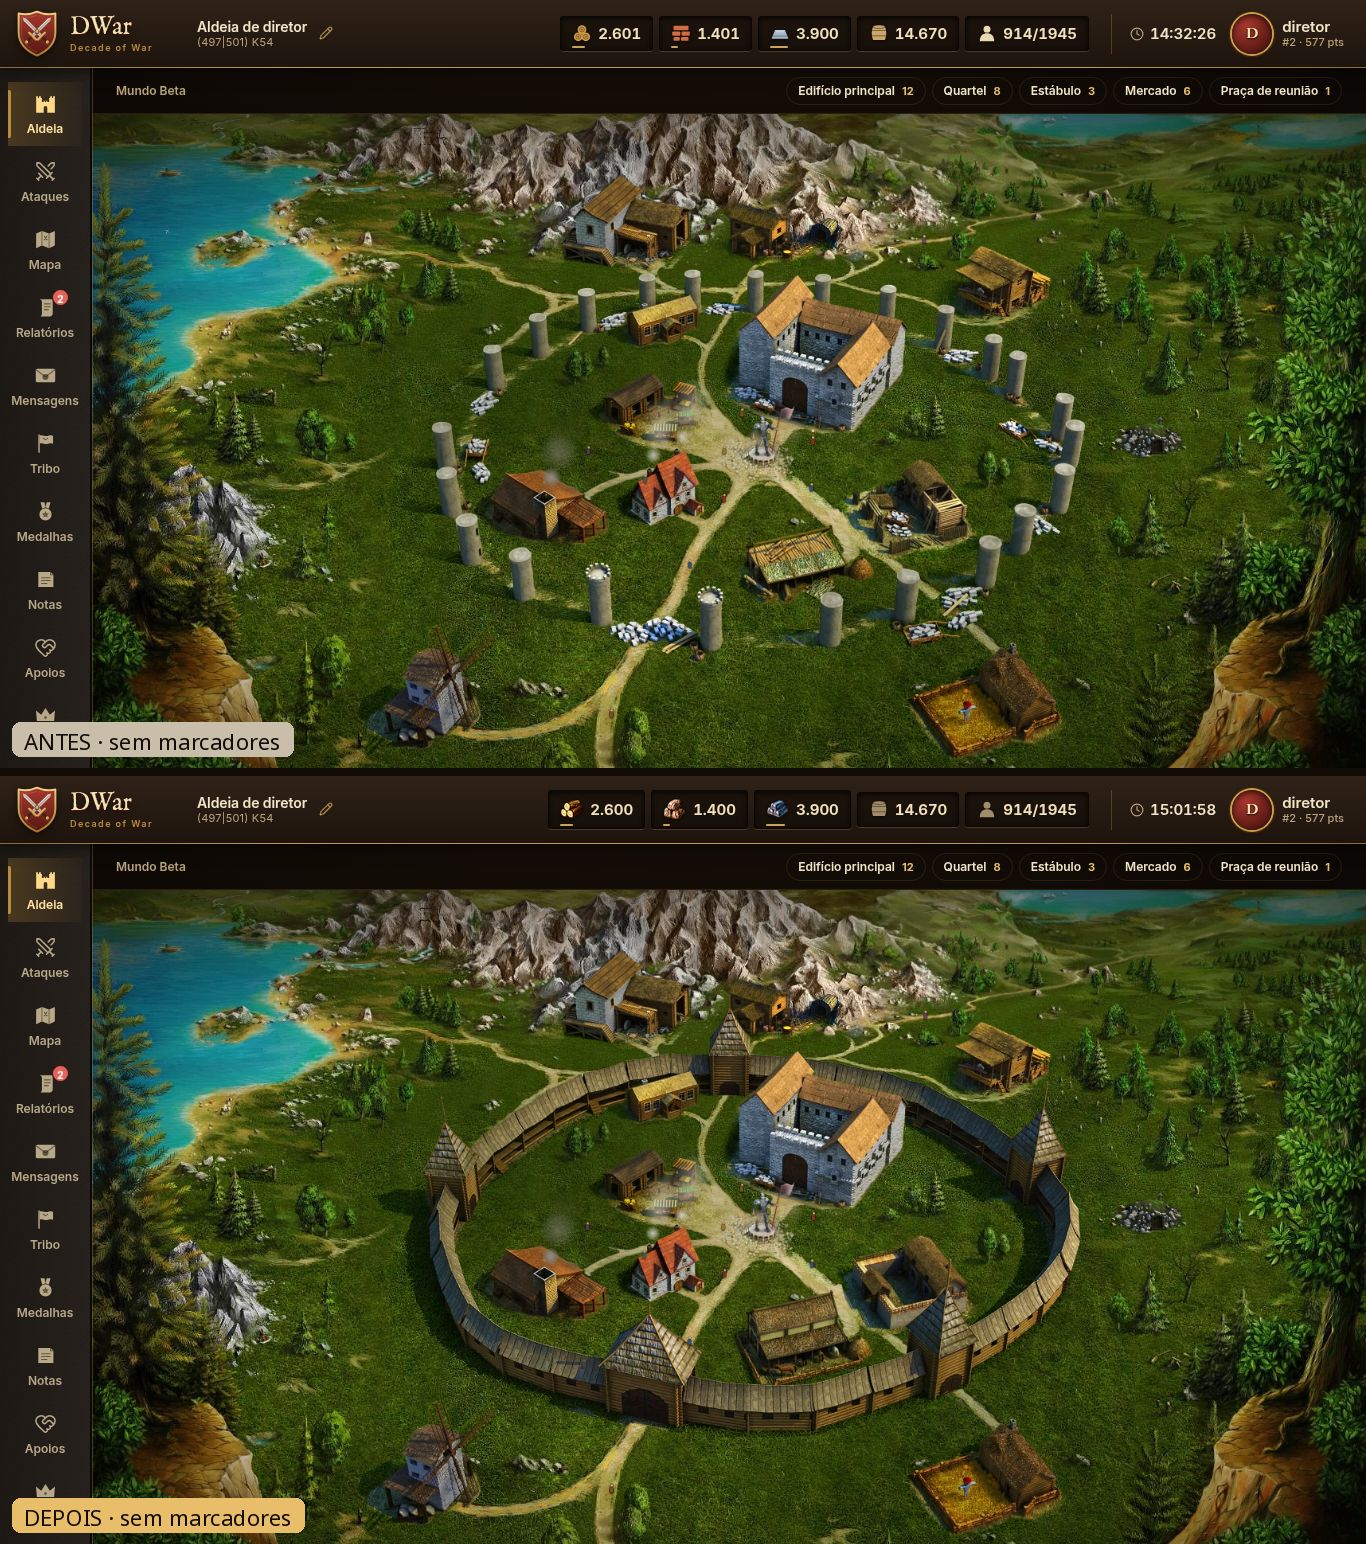 DWar
Decade of War
Aldeia de diretor
(497|501) K54
2.601
1.401
3.900
14.670
914/1945
14:32:26
D
diretor
#2 · 577 pts
Aldeia
Mundo Beta
Edifício principal 12
Quartel 8
Estábulo 3
Mercado 6
Praça de reunião 1
Ataques
Mapa
2
Relatórios
Mensagens
Tribo
Medalhas
Notas
Apoios
ANTES · sem marcadores
DWar
Decade of War
Aldeia de diretor
(497|501) K54
2.600
1.400
3.900
14.670
914/1945
15:01:58
D
diretor
#2 · 577 pts
Aldeia
Mundo Beta
Edifício principal 12
Quartel 8
Estábulo 3
Mercado 6
Praça de reunião 1
Ataques
Mapa
2
Relatórios
Mensagens
Tribo
Medalhas
Notas
Apoios
DEPOIS · sem marcadores